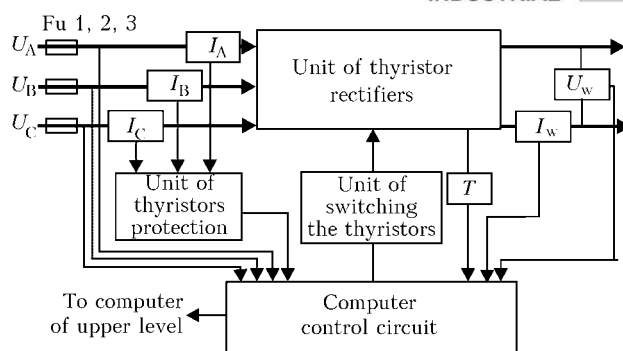 INDUSTRIAL
Fu 1, 2, 3
U_A
I_A
U_B
I_B
U_C
I_C
Unit of thyristor
rectifiers
U_w
I_w
Unit of
thyristors
protection
Unit of
switching
the thyristors
T
To computer
of upper level
Computer
control circuit